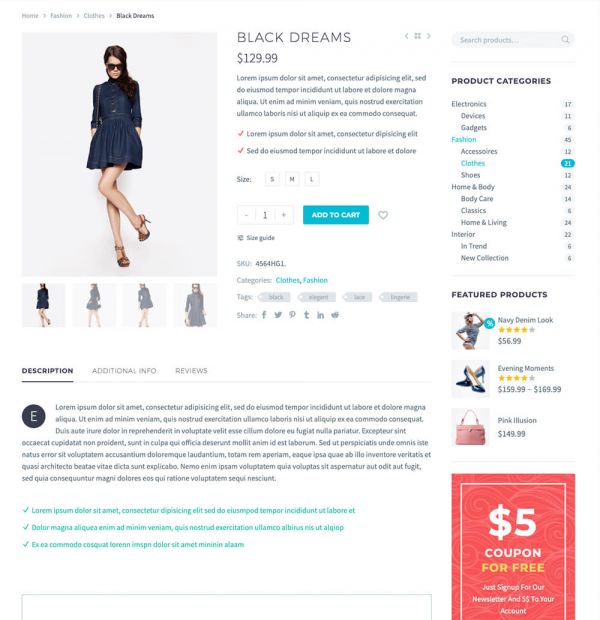 Home > Fashion > Clothes > Black Dreams
BLACK DREAMS
$129.99
Lorem ipsum dolor sit amet, consectetur adipisicing elit, sed
do eiusmod tempor incididunt ut labore et dolore magna
aliqua. Ut enim ad minim veniam, quis nostrud exercitation
ullamco laboris nisi ut aliquip ex ea commodo consequat.
Lorem ipsum dolor sit amet, consectetur dipisicing elit
Sed do eiusmod tempor incididunt ut labore et dolore
Size: S M L
- 1 + ADD TO CART
Size guide
SKU: 4564HG1.
Categories: Clothes, Fashion
Tags: black elegant lace lingerie
Share:
DESCRIPTION ADDITIONAL INFO REVIEWS
E
Lorem ipsum dolor sit amet, consectetur adipisicing elit, sed do eiusmod tempor incididunt ut labore et dolore
magna aliqua. Ut enim ad minim veniam, quis nostrud exercitation ullamco laboris nisi ut aliquip ex ea commodo consequat.
Duis aute irure dolor in reprehenderit in voluptate velit esse cillum dolore eu fugiat nulla pariatur. Excepteur sint
occaecat cupidatat non proident, sunt in culpa qui officia deserunt mollit anim id est laborum. Sed ut perspiciatis unde omnis iste
natus error sit voluptatem accusantium doloremque laudantium, totam rem aperiam, eaque ipsa quae ab illo inventore veritatis et
quasi architecto beatae vitae dicta sunt explicabo. Nemo enim ipsam voluptatem quia voluptas sit aspernatur aut odit aut fugit,
sed quia consequuntur magni dolores eos qui ratione voluptatem sequi nesciunt.
Lorem ipsum dolor sit amet, consectetur dipisicing elit sed do eiusmod tempor incididunt ut labore et
Dolor magna aliquea enim ad minim veniam, quis nostrud exercitation ullamco labore albirus nis ut alqiop
Ex ea commodo cosquat lorenn imspn dolor sit amet mininin alaam
Search products...
PRODUCT CATEGORIES
Electronics 17
Devices 11
Gadgets 6
Fashion 45
Accessoires 12
Clothes 21
Shoes 12
Home & Body 24
Body Care 14
Classics 6
Home & Living 24
Interior 22
In Trend 6
New Collection 6
FEATURED PRODUCTS
%
Navy Denim Look
$56.99
Evening Moments
$159.99 – $169.99
Pink Illusion
$149.99
$5
COUPON
FOR FREE
Just Signup For Our
Newsletter And 5$ To Your
Account